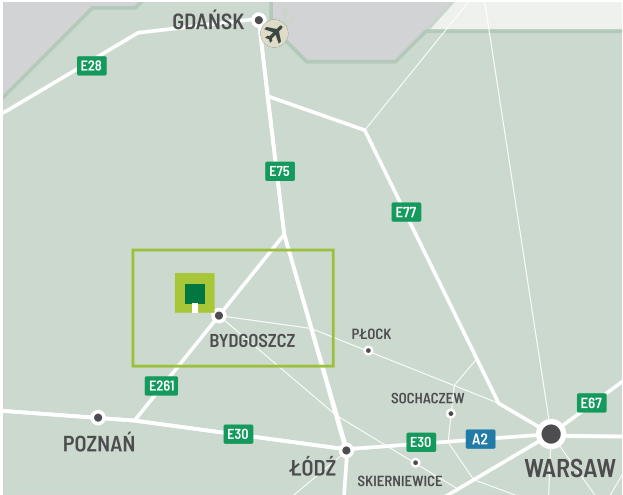 GDAŃSK
E28
E75
E77
BYDGOSZCZ
PŁOCK
E261
SOCHACZEW
E67
POZNAŃ
E30
E30
A2
ŁÓDŹ
WARSAW
SKIERNIEWICE